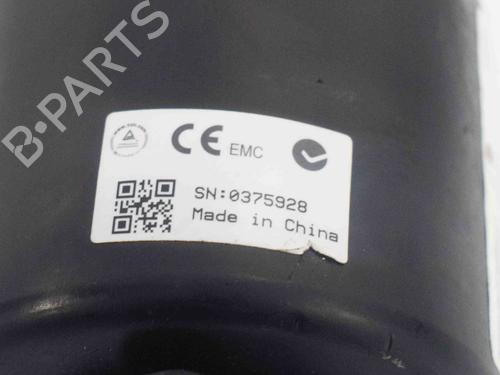 B·PARTS
CE EMC
SN:0375928
Made in China